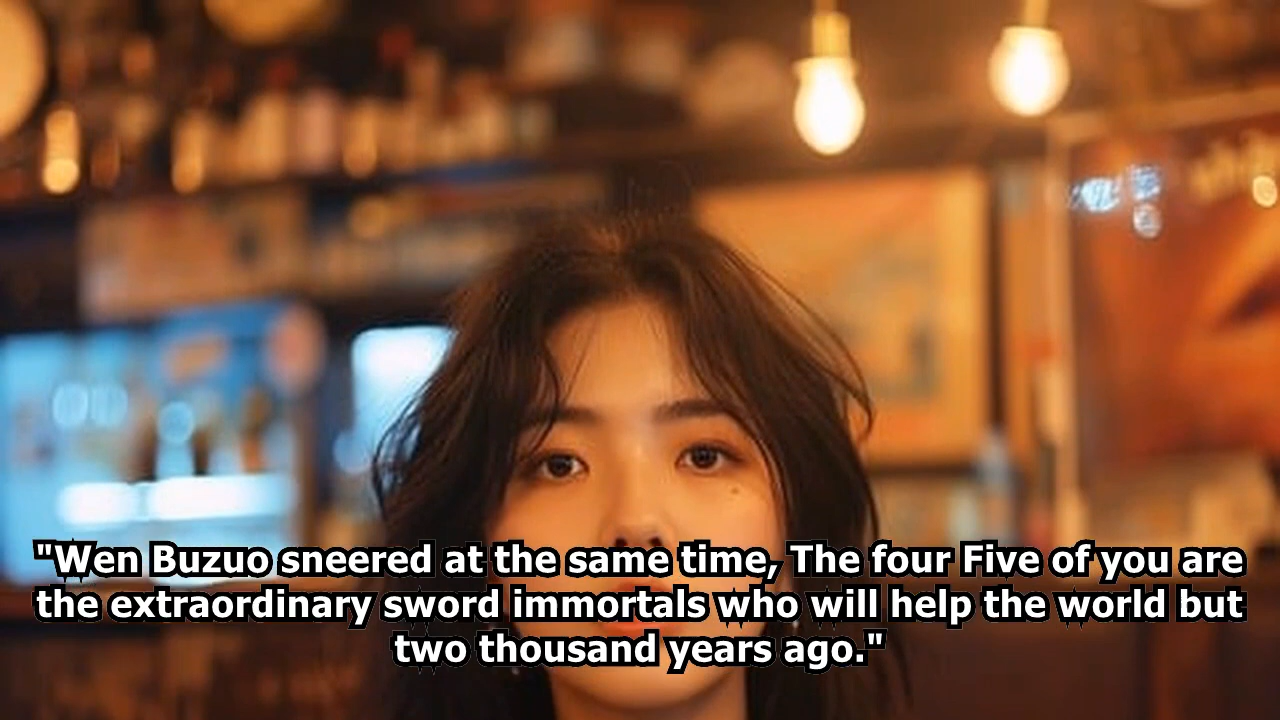 "Wen Buzuo sneered at the same time, The four Five of you are
the extraordinary sword immortals who will help the world but
two thousand years ago."